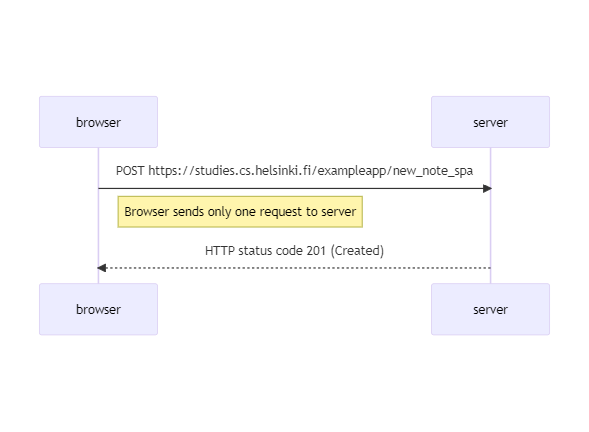 browser
server
POST https://studies.cs.helsinki.fi/exampleapp/new_note_spa
Browser sends only one request to server
HTTP status code 201 (Created)
browser
server